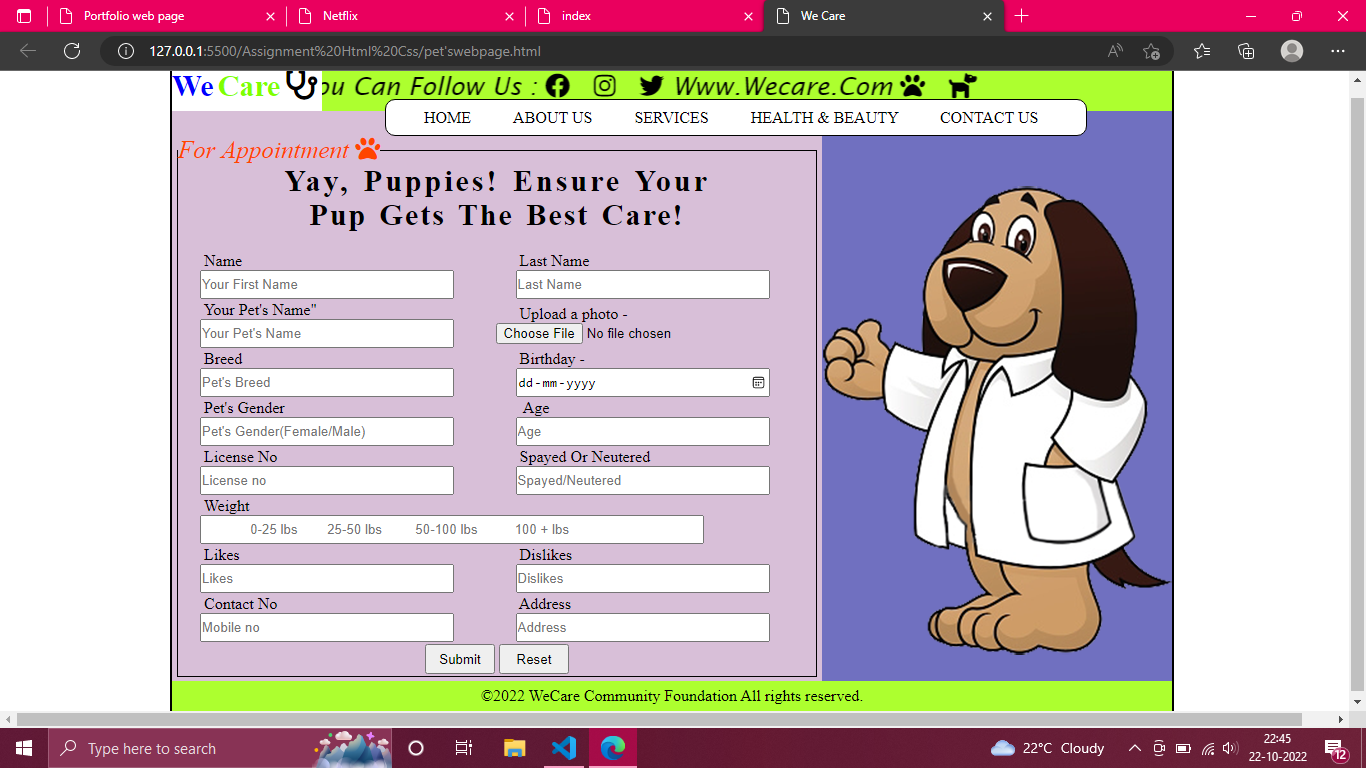 Portfolio web page
Netflix
index
We Care
127.0.0.1:5500/Assignment%20Html%20Css/pet'swebpage.html
We Care
ou Can Follow Us :
Www.Wecare.Com
HOME ABOUT US SERVICES HEALTH & BEAUTY CONTACT US
For Appointment
Yay, Puppies! Ensure Your
Pup Gets The Best Care!
Name Last Name
Your First Name Last Name
Your Pet's Name" Upload a photo -
Your Pet's Name Choose File No file chosen
Breed Birthday -
Pet's Breed dd-mm-yyyy
Pet's Gender Age
Pet's Gender(Female/Male) Age
License No Spayed Or Neutered
License no Spayed/Neutered
Weight
0-25 lbs 25-50 lbs 50-100 lbs 100 + lbs
Likes Dislikes
Likes Dislikes
Contact No Address
Mobile no Address
Submit Reset
©2022 WeCare Community Foundation All rights reserved.
Type here to search
22°C Cloudy
22:45
22-10-2022
12